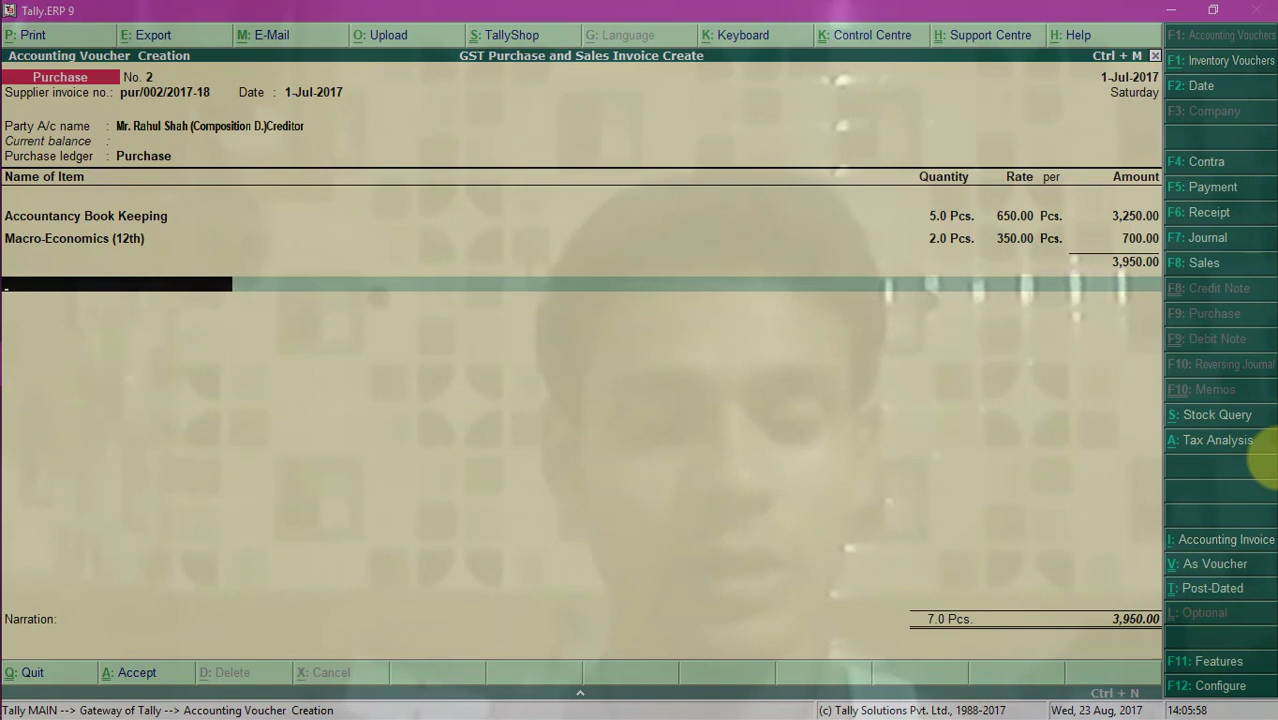 Tally.ERP 9
P: Print E: Export M: E-Mail O: Upload S: TallyShop G: Language K: Keyboard K: Control Centre H: Support Centre H: Help
F1: Accounting Vouchers
Accounting Voucher Creation GST Purchase and Sales Invoice Create Ctrl + M
F1: Inventory Vouchers
Purchase No. 2 1-Jul-2017
F2: Date
Supplier invoice no.: pur/002/2017-18 Date : 1-Jul-2017 Saturday
F3: Company
Party A/c name : Mr. Rahul Shah (Composition D.)Creditor
Current balance :
Purchase ledger : Purchase
F4: Contra
Name of Item Quantity Rate per Amount
F5: Payment
Accountancy Book Keeping 5.0 Pcs. 650.00 Pcs. 3,250.00
F6: Receipt
Macro-Economics (12th) 2.0 Pcs. 350.00 Pcs. 700.00
F7: Journal
3,950.00
F8: Sales
F8: Credit Note
F9: Purchase
F9: Debit Note
F10: Reversing Journal
F10: Memos
S: Stock Query
A: Tax Analysis
I: Accounting Invoice
V: As Voucher
T: Post-Dated
L: Optional
Narration: 7.0 Pcs. 3,950.00
F11: Features
Q: Quit A: Accept D: Delete X: Cancel
F12: Configure
Ctrl + N
Tally MAIN --> Gateway of Tally --> Accounting Voucher Creation (c) Tally Solutions Pvt. Ltd., 1988-2017 Wed, 23 Aug, 2017 14:05:58